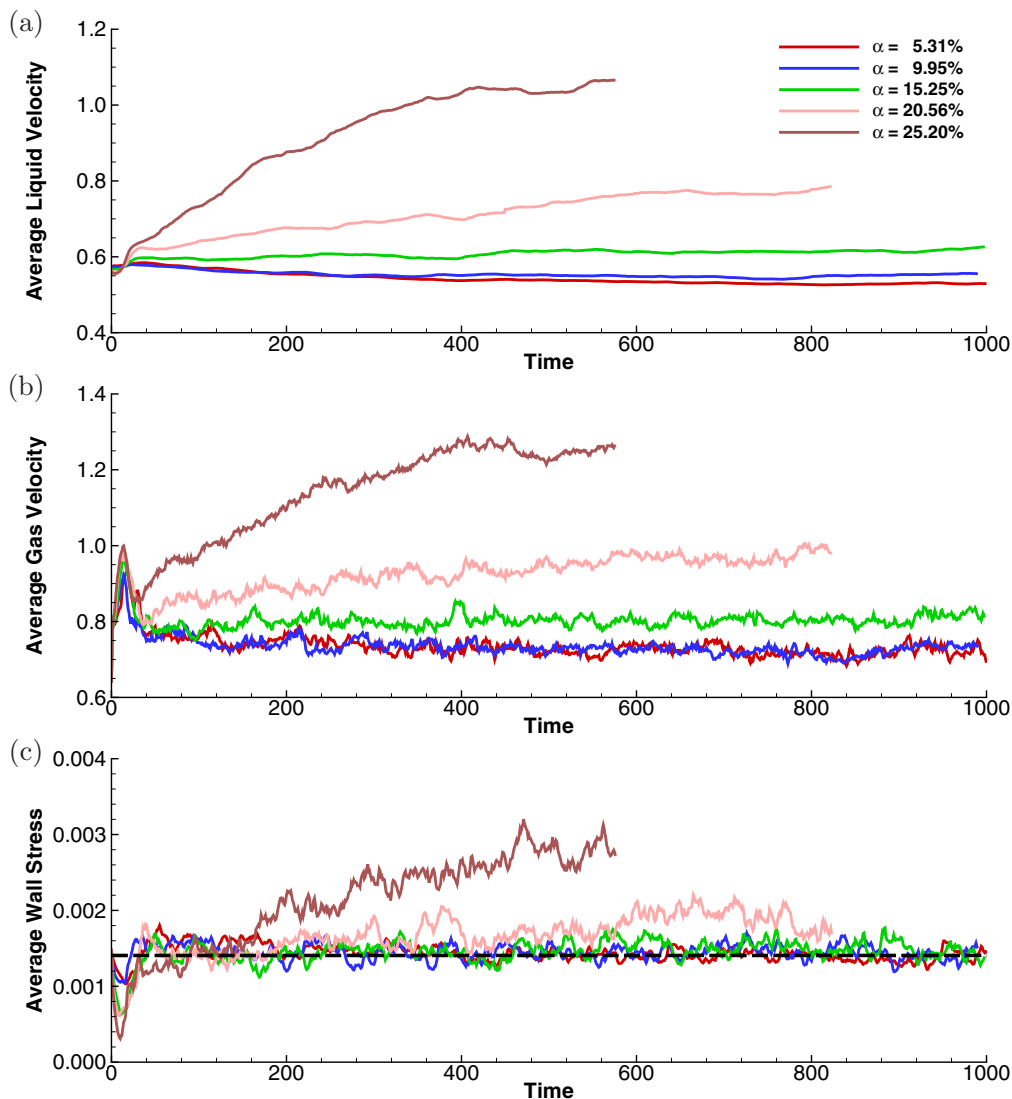 (a)
1.2
1.0
0.8
0.6
0.4
Average Liquid Velocity
α = 5.31%
α = 9.95%
α = 15.25%
α = 20.56%
α = 25.20%
0 200 400 600 800 1000
Time
(b)
1.4
1.2
1.0
0.8
0.6
Average Gas Velocity
0 200 400 600 800 1000
Time
(c)
0.004
0.003
0.002
0.001
0.000
Average Wall Stress
0 200 400 600 800 1000
Time